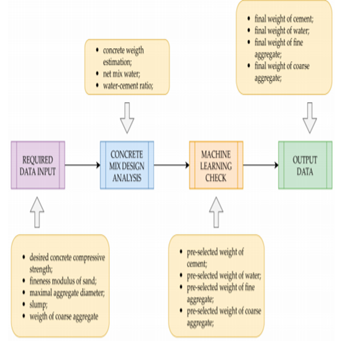 final weight of cement;
final weight of water;
final weight of fine
aggregate;
final weight of coarse
aggregate;
concrete weigth
estimation;
net mix water;
water-cement ratio;
REQUIRED
DATA INPUT
CONCRETE
MIX DESIGN
ANALYSIS
MACHINE
LEARNING
CHECK
OUTPUT
DATA
desired concrete compressive
strength;
fineness modulus of sand;
maximal aggregate diameter;
slump;
weigth of coarse aggregate
pre-selected weight of
cement;
pre-selected weight of water;
pre-selected weight of fine
aggregate;
pre-selected weight of coarse
aggregate;